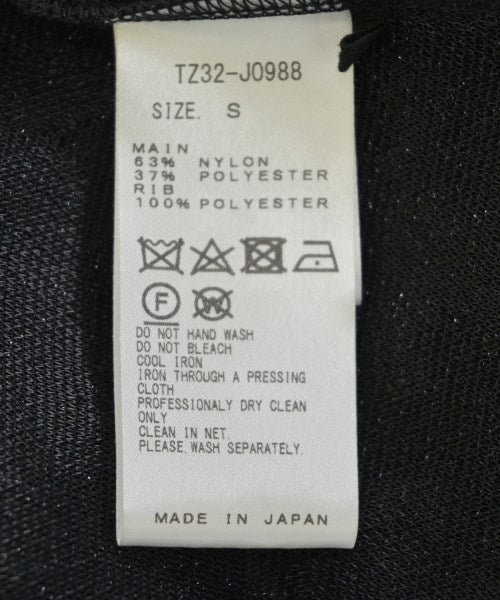 TZ32-J0988
SIZE. S
MAIN
63% NYLON
37% POLYESTER
RIB
100% POLYESTER
F W
DO NOT HAND WASH
DO NOT BLEACH
COOL IRON
IRON THROUGH A PRESSING
CLOTH
PROFESSIONALY DRY CLEAN
ONLY
CLEAN IN NET.
PLEASE, WASH SEPARATELY.
MADE IN JAPAN